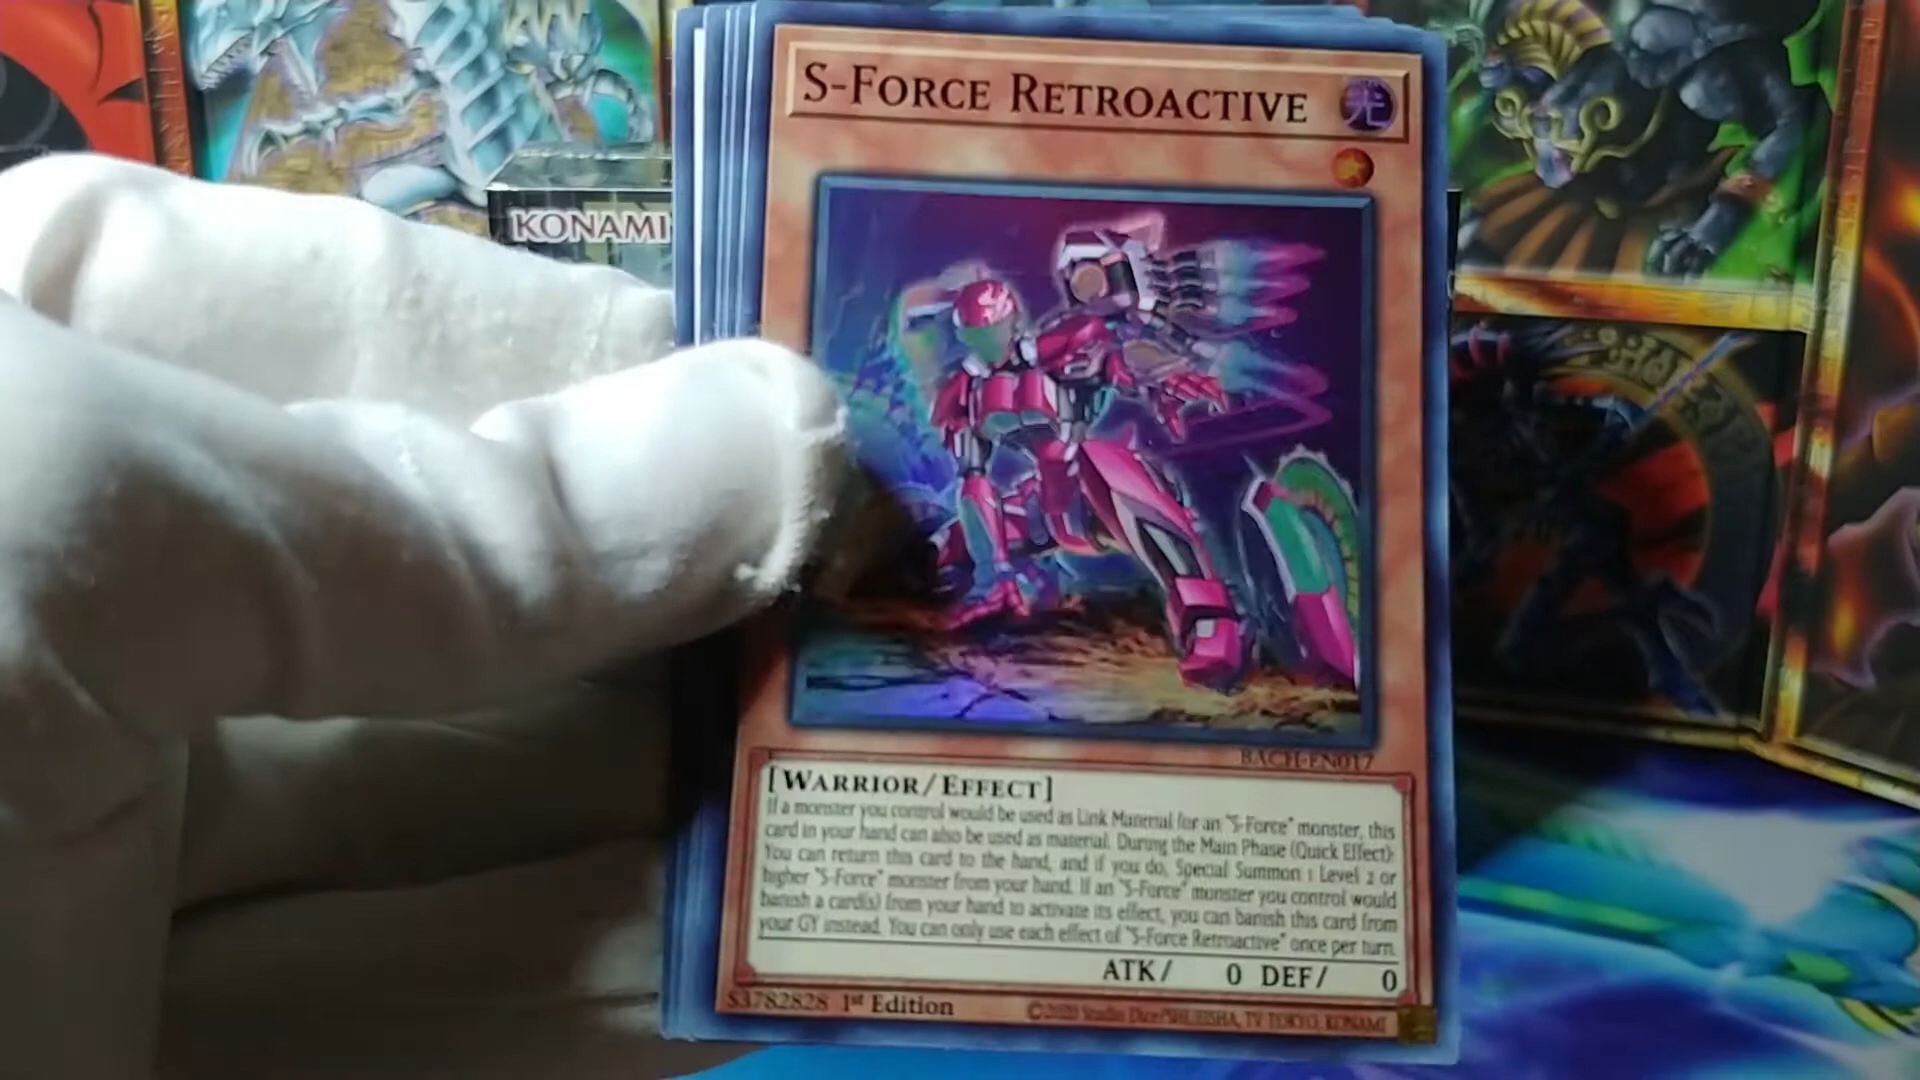 S-Force Retroactive
KONAMI
BACH-EN017
[Warrior/Effect]
If a monster you control would be used as Link Material for an "S-Force" monster, this
card in your hand can also be used as material. During the Main Phase (Quick Effect):
You can return this card to the hand, and if you do, Special Summon 1 Level 2 or
higher "S-Force" monster from your hand. If an "S-Force" monster you control would
banish a card(s) from your hand to activate its effect, you can banish this card from
your GY instead. You can only use each effect of "S-Force Retroactive" once per turn.
ATK/ 0 DEF/ 0
53782828 1st Edition
©2020 Studio Dice/SHUEISHA, TV TOKYO, KONAMI